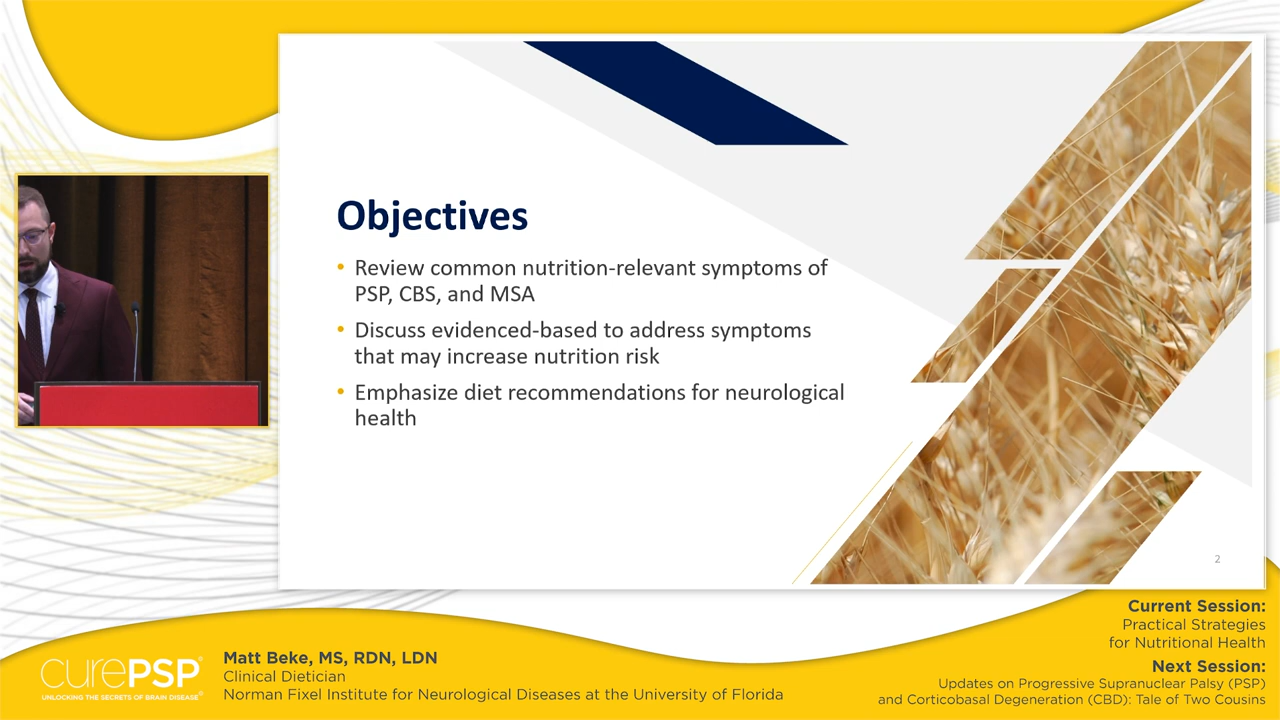 Objectives
• Review common nutrition-relevant symptoms of
PSP, CBS, and MSA
• Discuss evidenced-based to address symptoms
that may increase nutrition risk
• Emphasize diet recommendations for neurological
health
2
curePSP
UNLOCKING THE SECRETS OF BRAIN DISEASE®
Matt Beke, MS, RDN, LDN
Clinical Dietician
Norman Fixel Institute for Neurological Diseases at the University of Florida
Current Session:
Practical Strategies
for Nutritional Health
Next Session:
Updates on Progressive Supranuclear Palsy (PSP)
and Corticobasal Degeneration (CBD): Tale of Two Cousins